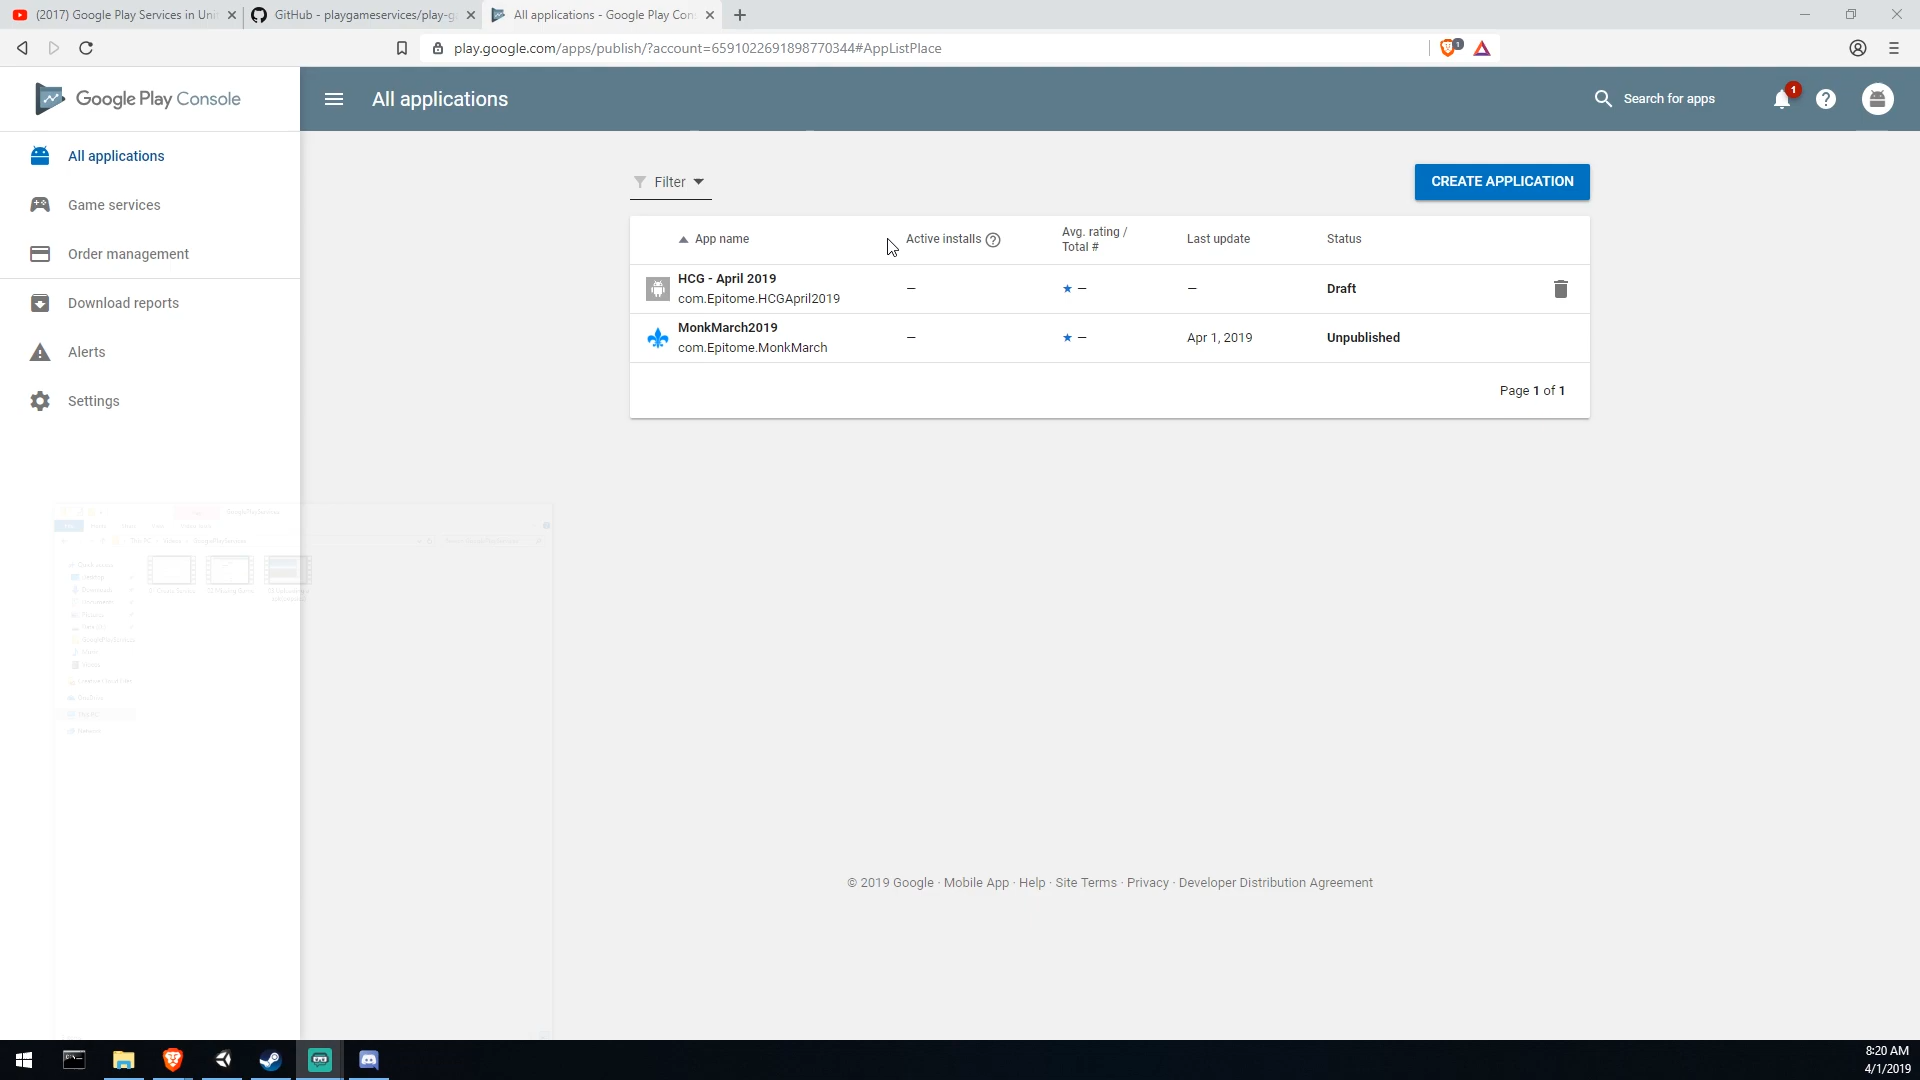 (2017) Google Play Services in Uni
GitHub - playgameservices/play-g
All applications - Google Play Con
play.google.com/apps/publish/?account=6591022691898770344#AppListPlace
1
Google Play Console
All applications
Search for apps
1
All applications
Game services
Order management
Download reports
Alerts
Settings
Filter
CREATE APPLICATION
App name
Active installs
Avg. rating /
Total #
Last update
Status
HCG - April 2019
com.Epitome.HCGApril2019
–
★ –
–
Draft
MonkMarch2019
com.Epitome.MonkMarch
–
★ –
Apr 1, 2019
Unpublished
Page 1 of 1
© 2019 Google · Mobile App · Help · Site Terms · Privacy · Developer Distribution Agreement
8:20 AM
4/1/2019